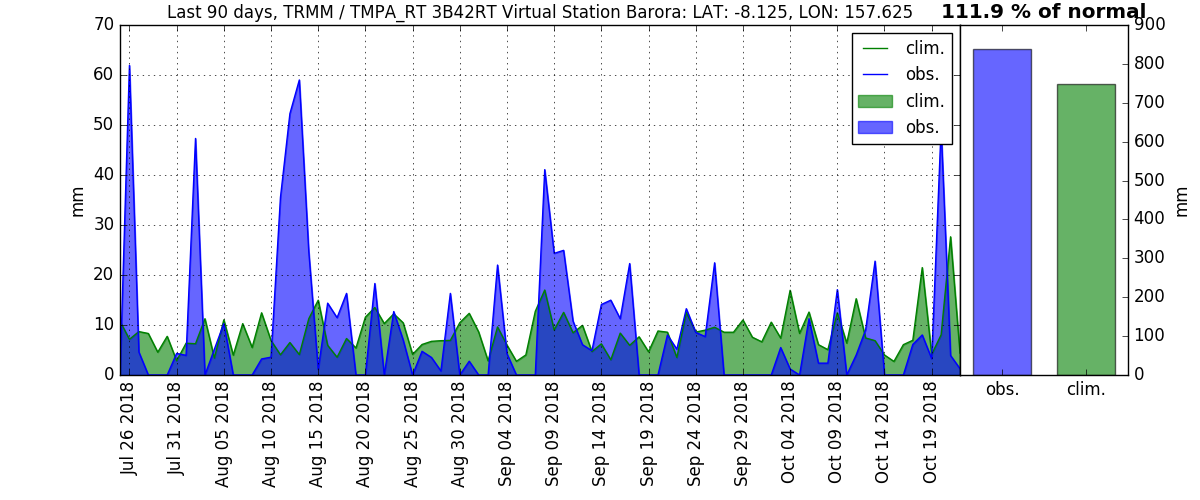 Last 90 days, TRMM / TMPA_RT 3B42RT Virtual Station Barora: LAT: -8.125, LON: 157.625
111.9 % of normal
70
60
50
40
30
20
10
0
mm
clim.
obs.
clim.
obs.
900
800
700
600
500
400
300
200
100
0
mm
obs.
clim.
Jul 26 2018
Jul 31 2018
Aug 05 2018
Aug 10 2018
Aug 15 2018
Aug 20 2018
Aug 25 2018
Aug 30 2018
Sep 04 2018
Sep 09 2018
Sep 14 2018
Sep 19 2018
Sep 24 2018
Sep 29 2018
Oct 04 2018
Oct 09 2018
Oct 14 2018
Oct 19 2018